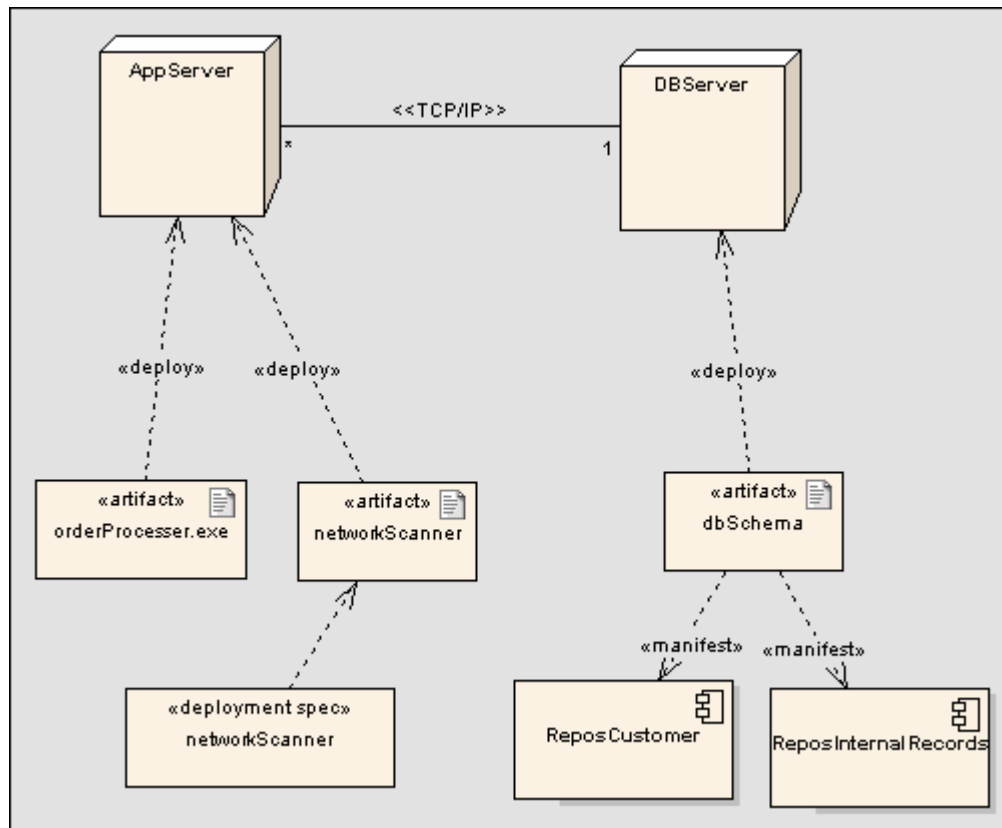 AppServer
DBServer
<<TCP/IP>>
*
1
«deploy»
«deploy»
«deploy»
«artifact»
orderProcesser.exe
«artifact»
networkScanner
«artifact»
dbSchema
«manifest»
«manifest»
«deployment spec»
networkScanner
ReposCustomer
ReposInternalRecords